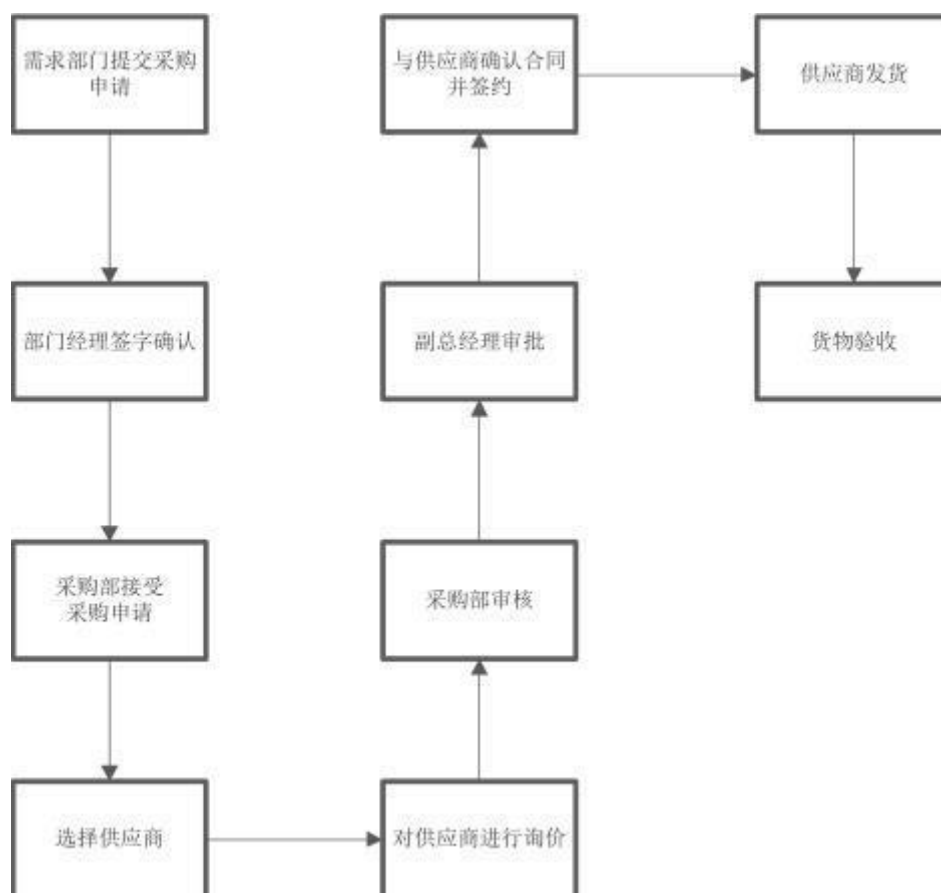 需求部门提交采购
申请
部门经理签字确认
采购部接受
采购申请
选择供应商
对供应商进行询价
采购部审核
副总经理审批
与供应商确认合同
并签约
供应商发货
货物验收